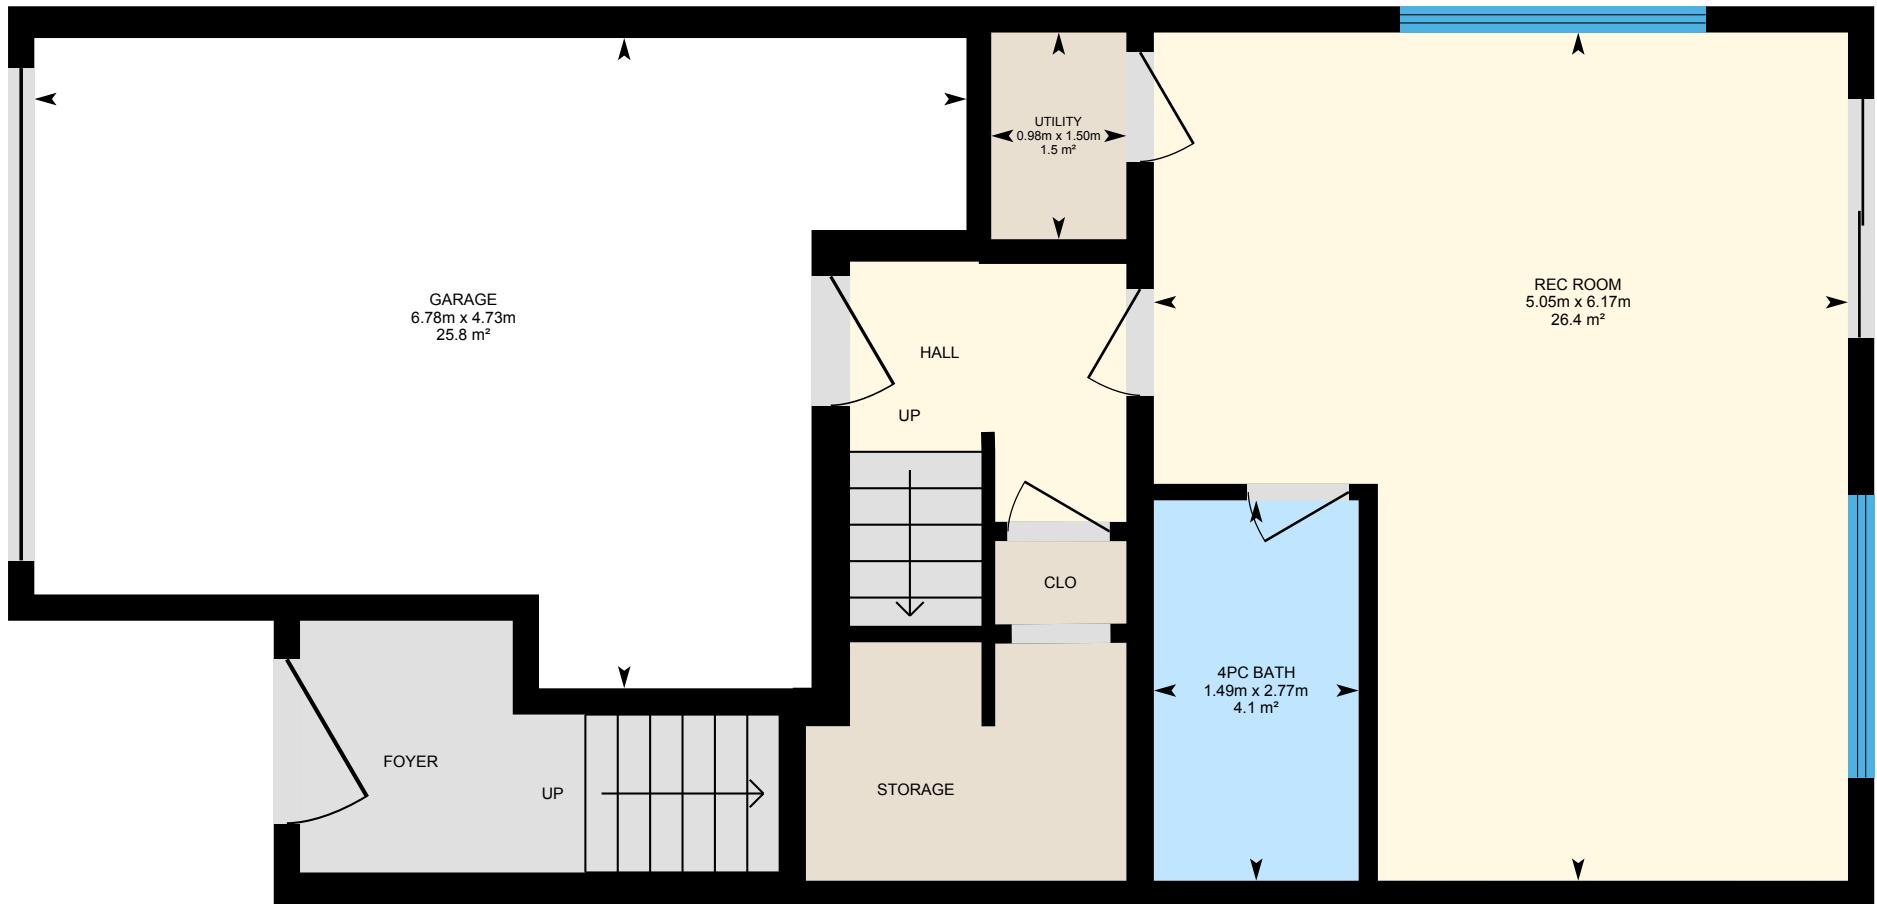 UTILITY
0.98m x 1.50m
1.5 m²
GARAGE
6.78m x 4.73m
25.8 m²
REC ROOM
5.05m x 6.17m
26.4 m²
HALL
UP
CLO
4PC BATH
1.49m x 2.77m
4.1 m²
FOYER
UP
STORAGE